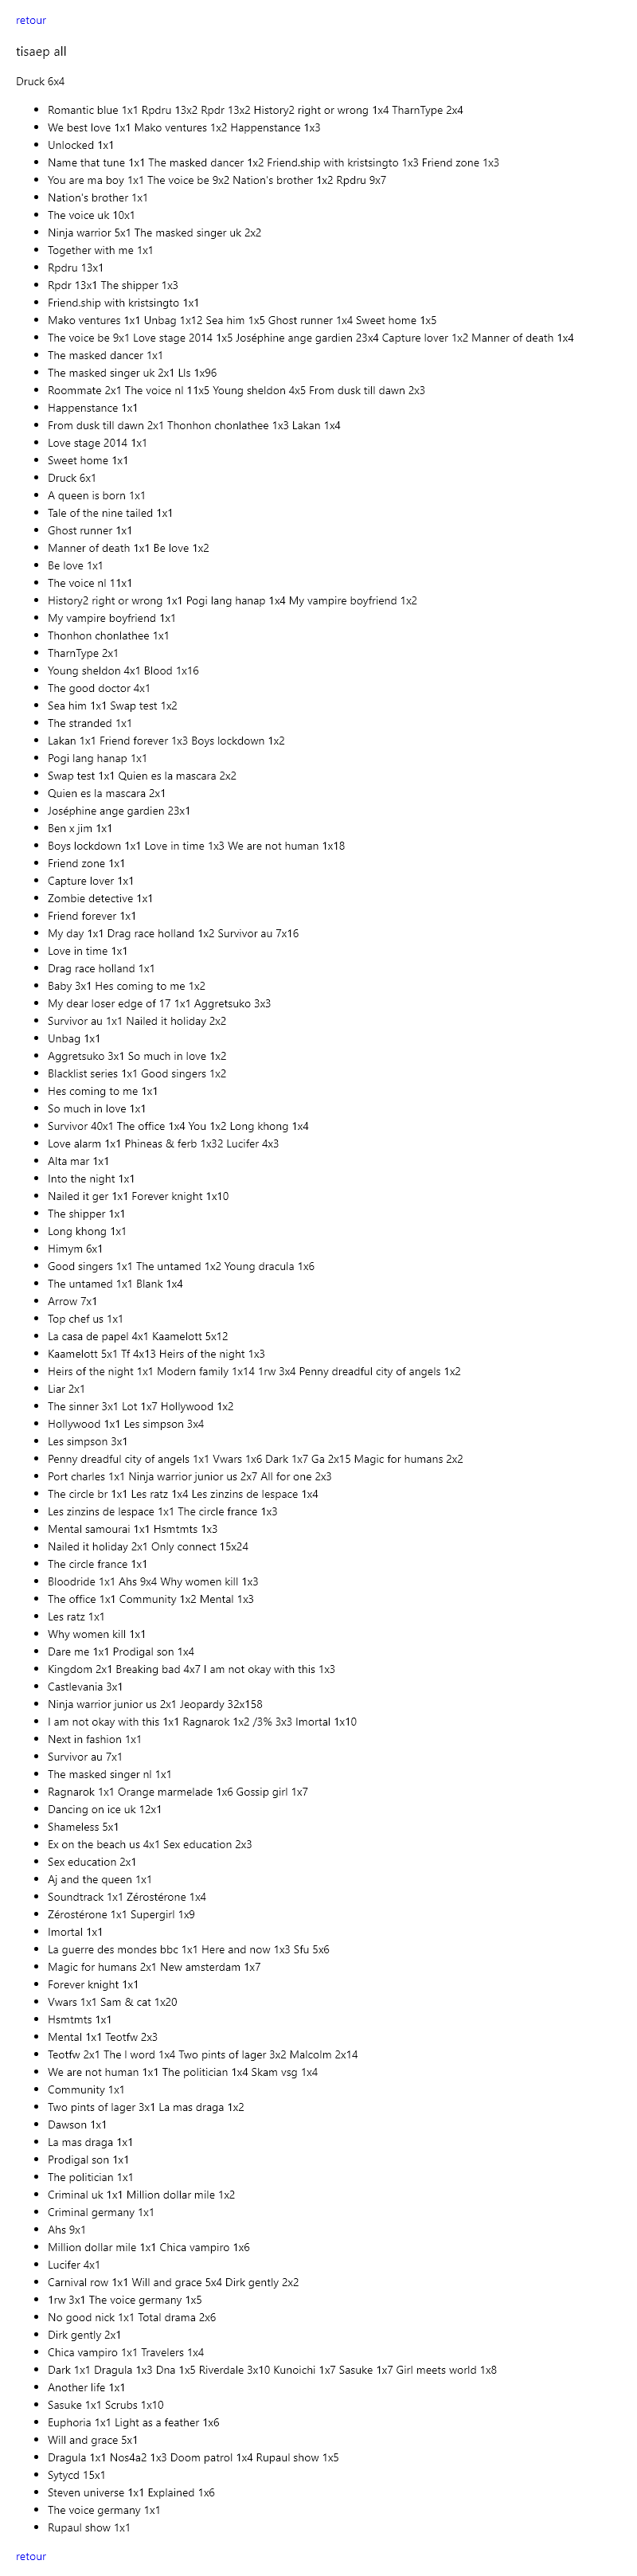 retour
tisaep all
Druck 6x4
Romantic blue 1x1 Rpdru 13x2 Rpdr 13x2 History2 right or wrong 1x4 TharnType 2x4
We best love 1x1 Mako ventures 1x2 Happenstance 1x3
Unlocked 1x1
Name that tune 1x1 The masked dancer 1x2 Friend.ship with kristsingto 1x3 Friend zone 1x3
You are ma boy 1x1 The voice be 9x2 Nation's brother 1x2 Rpdru 9x7
Nation's brother 1x1
The voice uk 10x1
Ninja warrior 5x1 The masked singer uk 2x2
Together with me 1x1
Rpdru 13x1
Rpdr 13x1 The shipper 1x3
Friend.ship with kristsingto 1x1
Mako ventures 1x1 Unbag 1x12 Sea him 1x5 Ghost runner 1x4 Sweet home 1x5
The voice be 9x1 Love stage 2014 1x5 Joséphine ange gardien 23x4 Capture lover 1x2 Manner of death 1x4
The masked dancer 1x1
The masked singer uk 2x1 Lls 1x96
Roommate 2x1 The voice nl 11x5 Young sheldon 4x5 From dusk till dawn 2x3
Happenstance 1x1
From dusk till dawn 2x1 Thonhon chonlathee 1x3 Lakan 1x4
Love stage 2014 1x1
Sweet home 1x1
Druck 6x1
A queen is born 1x1
Tale of the nine tailed 1x1
Ghost runner 1x1
Manner of death 1x1 Be love 1x2
Be love 1x1
The voice nl 11x1
History2 right or wrong 1x1 Pogi lang hanap 1x4 My vampire boyfriend 1x2
My vampire boyfriend 1x1
Thonhon chonlathee 1x1
TharnType 2x1
Young sheldon 4x1 Blood 1x16
The good doctor 4x1
Sea him 1x1 Swap test 1x2
The stranded 1x1
Lakan 1x1 Friend forever 1x3 Boys lockdown 1x2
Pogi lang hanap 1x1
Swap test 1x1 Quien es la mascara 2x2
Quien es la mascara 2x1
Joséphine ange gardien 23x1
Ben x jim 1x1
Boys lockdown 1x1 Love in time 1x3 We are not human 1x18
Friend zone 1x1
Capture lover 1x1
Zombie detective 1x1
Friend forever 1x1
My day 1x1 Drag race holland 1x2 Survivor au 7x16
Love in time 1x1
Drag race holland 1x1
Baby 3x1 Hes coming to me 1x2
My dear loser edge of 17 1x1 Aggretsuko 3x3
Survivor au 1x1 Nailed it holiday 2x2
Unbag 1x1
Aggretsuko 3x1 So much in love 1x2
Blacklist series 1x1 Good singers 1x2
Hes coming to me 1x1
So much in love 1x1
Survivor 40x1 The office 1x4 You 1x2 Long khong 1x4
Love alarm 1x1 Phineas & ferb 1x32 Lucifer 4x3
Alta mar 1x1
Into the night 1x1
Nailed it ger 1x1 Forever knight 1x10
The shipper 1x1
Long khong 1x1
Himym 6x1
Good singers 1x1 The untamed 1x2 Young dracula 1x6
The untamed 1x1 Blank 1x4
Arrow 7x1
Top chef us 1x1
La casa de papel 4x1 Kaamelott 5x12
Kaamelott 5x1 Tf 4x13 Heirs of the night 1x3
Heirs of the night 1x1 Modern family 1x14 1rw 3x4 Penny dreadful city of angels 1x2
Liar 2x1
The sinner 3x1 Lot 1x7 Hollywood 1x2
Hollywood 1x1 Les simpson 3x4
Les simpson 3x1
Penny dreadful city of angels 1x1 Vwars 1x6 Dark 1x7 Ga 2x15 Magic for humans 2x2
Port charles 1x1 Ninja warrior junior us 2x7 All for one 2x3
The circle br 1x1 Les ratz 1x4 Les zinzins de lespace 1x4
Les zinzins de lespace 1x1 The circle france 1x3
Mental samourai 1x1 Hsmtmts 1x3
Nailed it holiday 2x1 Only connect 15x24
The circle france 1x1
Bloodride 1x1 Ahs 9x4 Why women kill 1x3
The office 1x1 Community 1x2 Mental 1x3
Les ratz 1x1
Why women kill 1x1
Dare me 1x1 Prodigal son 1x4
Kingdom 2x1 Breaking bad 4x7 I am not okay with this 1x3
Castlevania 3x1
Ninja warrior junior us 2x1 Jeopardy 32x158
I am not okay with this 1x1 Ragnarok 1x2 /3% 3x3 Imortal 1x10
Next in fashion 1x1
Survivor au 7x1
The masked singer nl 1x1
Ragnarok 1x1 Orange marmelade 1x6 Gossip girl 1x7
Dancing on ice uk 12x1
Shameless 5x1
Ex on the beach us 4x1 Sex education 2x3
Sex education 2x1
Aj and the queen 1x1
Soundtrack 1x1 Zérostérone 1x4
Zérostérone 1x1 Supergirl 1x9
Imortal 1x1
La guerre des mondes bbc 1x1 Here and now 1x3 Sfu 5x6
Magic for humans 2x1 New amsterdam 1x7
Forever knight 1x1
Vwars 1x1 Sam & cat 1x20
Hsmtmts 1x1
Mental 1x1 Teotfw 2x3
Teotfw 2x1 The l word 1x4 Two pints of lager 3x2 Malcolm 2x14
We are not human 1x1 The politician 1x4 Skam vsg 1x4
Community 1x1
Two pints of lager 3x1 La mas draga 1x2
Dawson 1x1
La mas draga 1x1
Prodigal son 1x1
The politician 1x1
Criminal uk 1x1 Million dollar mile 1x2
Criminal germany 1x1
Ahs 9x1
Million dollar mile 1x1 Chica vampiro 1x6
Lucifer 4x1
Carnival row 1x1 Will and grace 5x4 Dirk gently 2x2
1rw 3x1 The voice germany 1x5
No good nick 1x1 Total drama 2x6
Dirk gently 2x1
Chica vampiro 1x1 Travelers 1x4
Dark 1x1 Dragula 1x3 Dna 1x5 Riverdale 3x10 Kunoichi 1x7 Sasuke 1x7 Girl meets world 1x8
Another life 1x1
Sasuke 1x1 Scrubs 1x10
Euphoria 1x1 Light as a feather 1x6
Will and grace 5x1
Dragula 1x1 Nos4a2 1x3 Doom patrol 1x4 Rupaul show 1x5
Sytycd 15x1
Steven universe 1x1 Explained 1x6
The voice germany 1x1
Rupaul show 1x1
retour